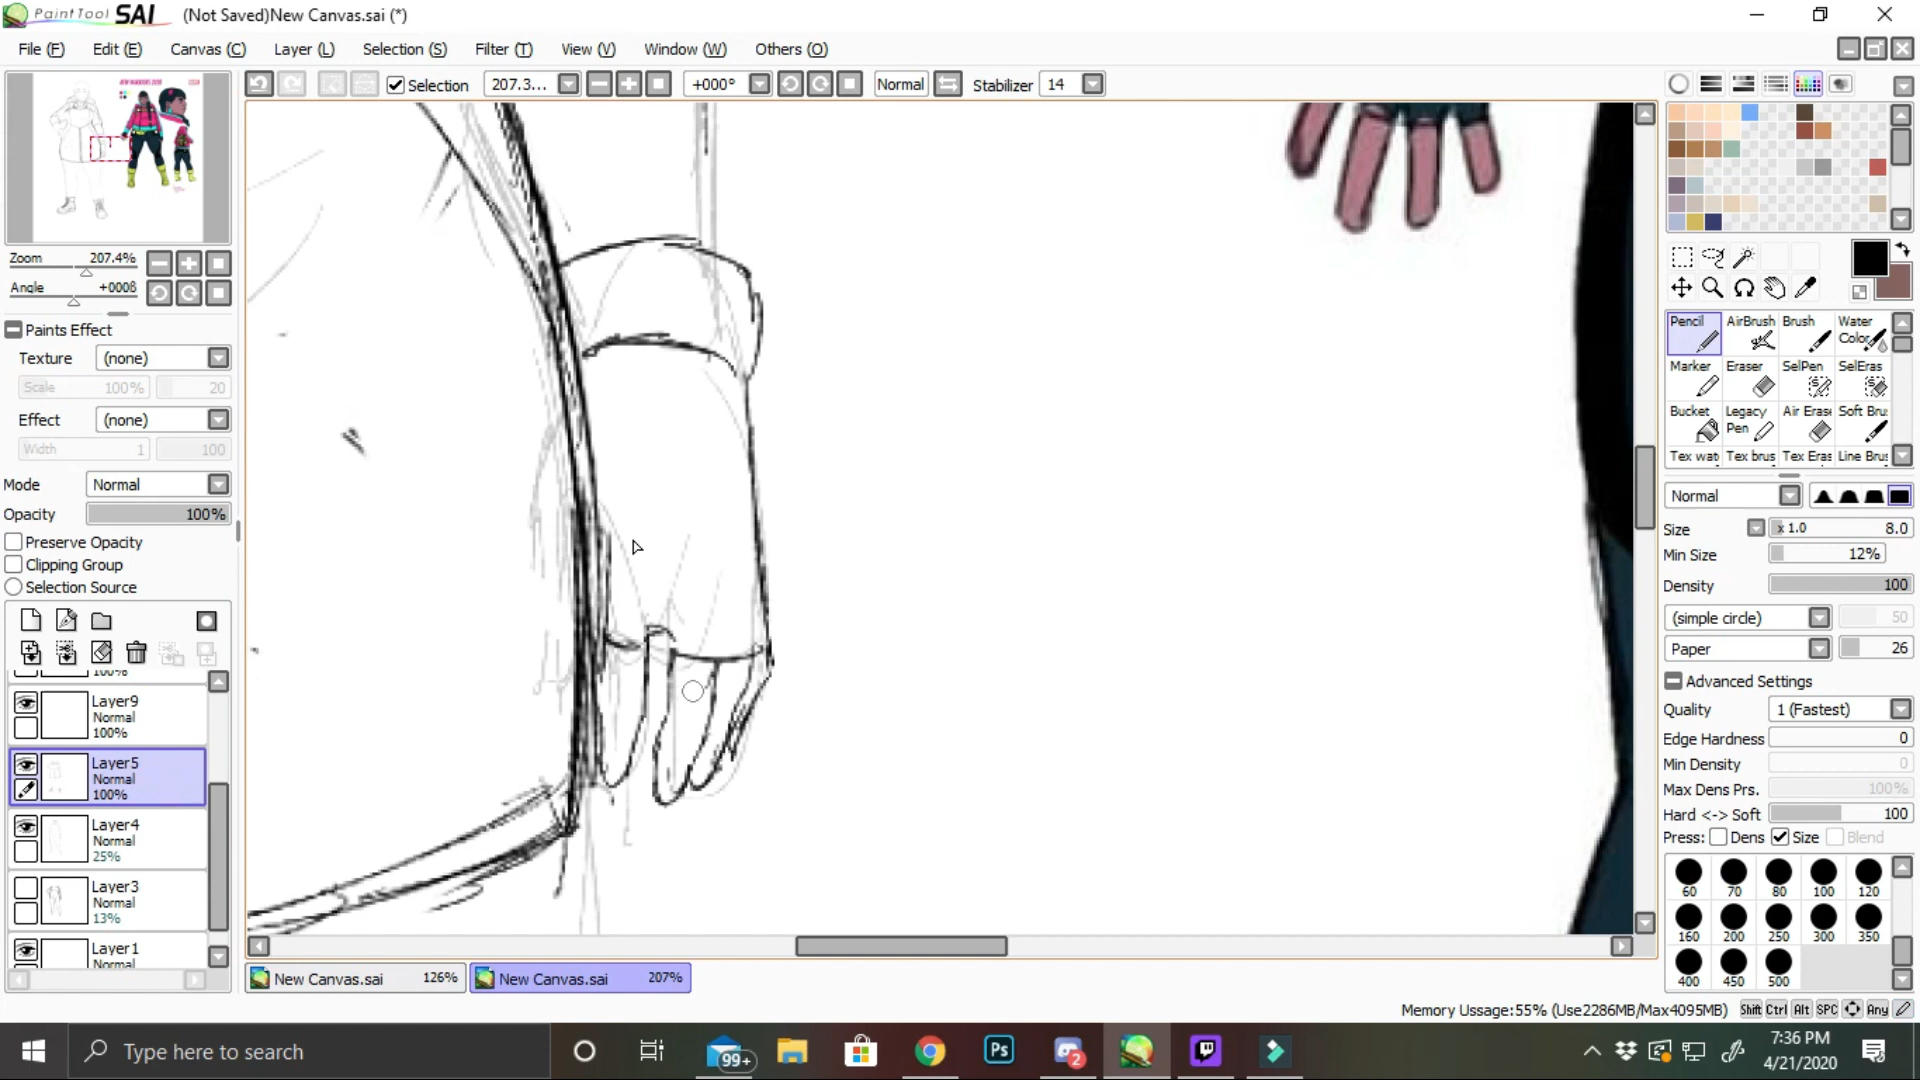 PaintTool SAI (Not Saved)New Canvas.sai (*)
File (F) Edit (E) Canvas (C) Layer (L) Selection (S) Filter (T) View (V) Window (W) Others (O)
Selection 207.3... +000° Normal Stabilizer 14
Zoom 207.4%
Angle +000ß
Paints Effect
Texture (none)
Scale 100% 20
Effect (none)
Width 1 100
Mode Normal
Opacity 100%
Preserve Opacity
Clipping Group
Selection Source
100%
Layer9
Normal
100%
Layer5
Normal
100%
Layer4
Normal
25%
Layer3
Normal
13%
Layer1
Normal
New Canvas.sai 126% New Canvas.sai 207%
Pencil AirBrush Brush Water Color
Marker Eraser SelPen SelEras
Bucket Legacy Pen Air Eras Soft Bru
Tex wat Tex brus Tex Eras Line Brus
Normal
Size x 1.0 8.0
Min Size 12%
Density 100
(simple circle) 50
Paper 26
Advanced Settings
Quality 1 (Fastest)
Edge Hardness 0
Min Density 0
Max Dens Prs. 100%
Hard <-> Soft 100
Press: Dens Size Blend
60 70 80 100 120
160 200 250 300 350
400 450 500
Memory Ussage:55% (Use2286MB/Max4095MB) Shift Ctrl Alt SPC Any
Type here to search
99+
Ps
2
7:36 PM
4/21/2020